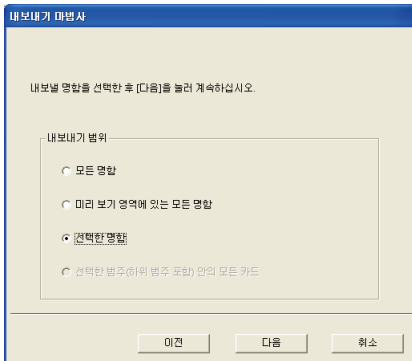 내보내기 마법사
내보낼 명함을 선택한 후 [다음]을 눌러 계속하십시오.
내보내기 범위
모든 명함
미리 보기 영역에 있는 모든 명함
선택한 명함
선택한 범주(하위 범주 포함) 안의 모든 카드
이전
다음
취소